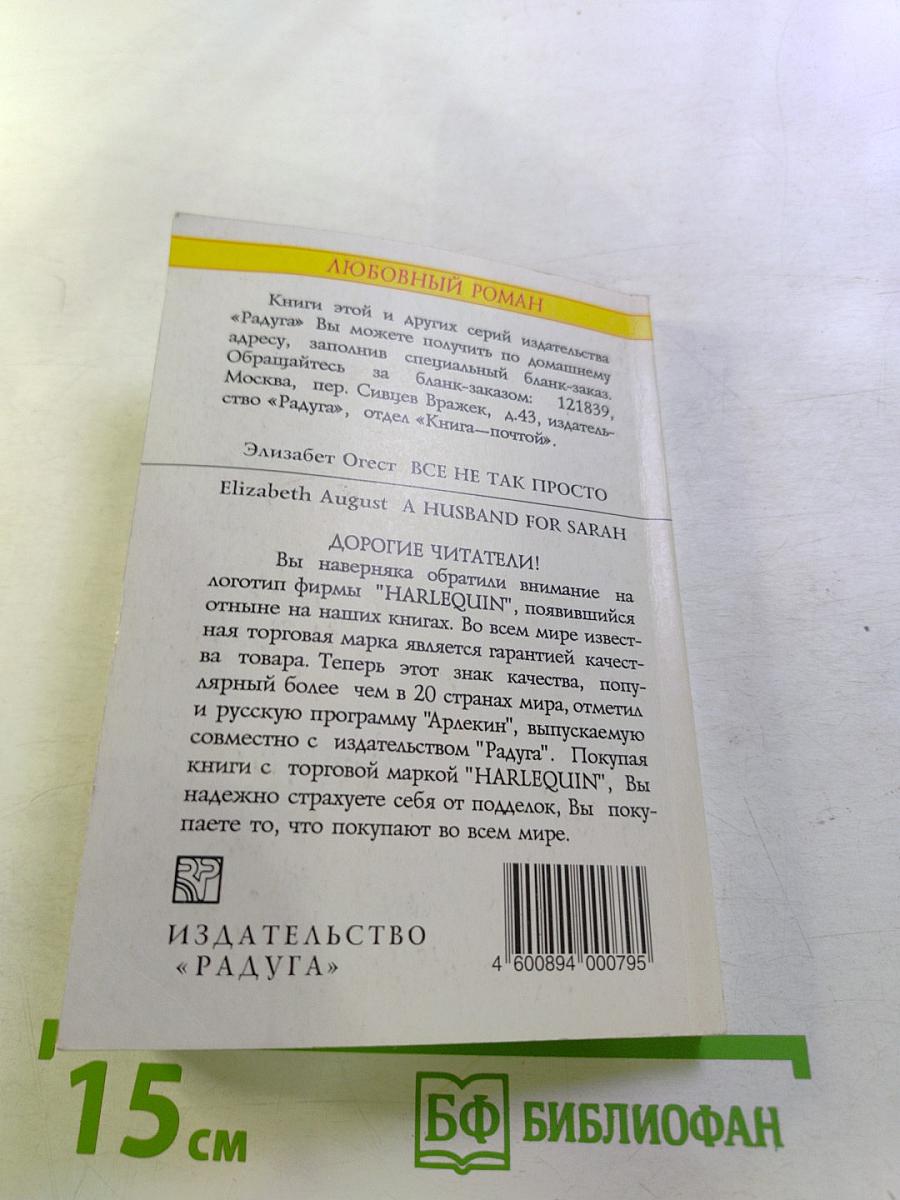 ЛЮБОВНЫЙ РОМАН
Книги этой и других серий издательства
«Радуга» Вы можете получить по домашнему
адресу, заполнив специальный бланк-заказ.
Обращайтесь за бланк-заказом: 121839,
Москва, пер. Сивцев Вражек, д.43, издатель-
ство «Радуга», отдел «Книга—почтой».
Элизабет Огест ВСЕ НЕ ТАК ПРОСТО
Elizabeth August A HUSBAND FOR SARAH
ДОРОГИЕ ЧИТАТЕЛИ!
Вы наверняка обратили внимание на
логотип фирмы "HARLEQUIN", появившийся
отныне на наших книгах. Во всем мире извест-
ная торговая марка является гарантией качест-
ва товара. Теперь этот знак качества, попу-
лярный более чем в 20 странах мира, отметил
и русскую программу "Арлекин", выпускаемую
совместно с издательством "Радуга". Покупая
книги с торговой маркой "HARLEQUIN", Вы
надежно страхуете себя от подделок, Вы поку-
паете то, что покупают во всем мире.
ИЗДАТЕЛЬСТВО
«РАДУГА»
4 600894 000795
15 см
БФ БИБЛИОФАН